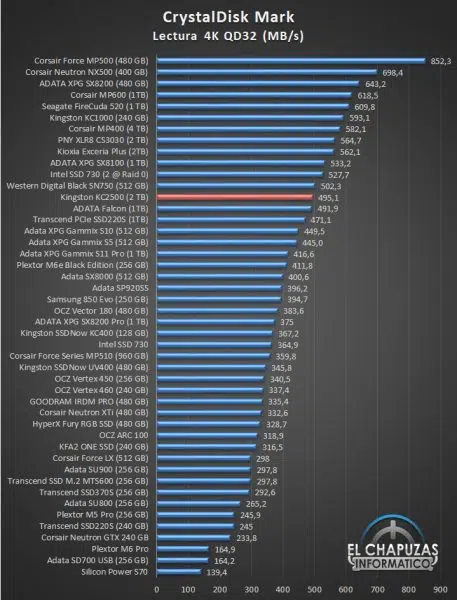 CrystalDisk Mark
Lectura 4K QD32 (MB/s)
Corsair Force MP500 (480 GB) 852,3
Corsair Neutron NX500 (400 GB) 698,4
ADATA XPG SX8200 (480 GB) 643,2
Corsair MP600 (1TB) 618,5
Seagate FireCuda 520 (1 TB) 609,8
Kingston KC1000 (240 GB) 593,1
Corsair MP400 (4 TB) 582,1
PNY XLR8 CS3030 (2 TB) 564,7
Kioxia Exceria Plus (2TB) 562,1
ADATA XPG SX8100 (1 TB) 533,2
Intel SSD 730 (2 @ Raid 0) 527,7
Western Digital Black SN750 (512 GB) 502,3
Kingston KC2500 (2 TB) 495,1
ADATA Falcon (1TB) 491,9
Transcend PCIe SSD220S (1TB) 471,1
Adata XPG Gammix S10 (512 GB) 449,5
Adata XPG Gammix S5 (512 GB) 445,0
Adata XPG Gammix S11 Pro (1 TB) 416,6
Plextor M6e Black Edition (256 GB) 411,8
Adata SX8000 (512 GB) 400,6
Adata SP920SS 396,2
Samsung 850 Evo (250 GB) 394,7
OCZ Vector 180 (480 GB) 383,6
ADATA XPG SX8200 Pro (1 TB) 375
Kingston SSDNow KC400 (128 GB) 367,2
Intel SSD 730 364,9
Corsair Force Series MP510 (960 GB) 359,8
Kingston SSDNow UV400 (480 GB) 345,8
OCZ Vertex 450 (256 GB) 340,5
OCZ Vertex 460 (240 GB) 337,4
GOODRAM IRDM PRO (480 GB) 335,4
Corsair Neutron XTi (480 GB) 332,6
HyperX Fury RGB SSD (480 GB) 328,7
OCZ ARC 100 318,9
KFA2 ONE SSD (240 GB) 316,5
Corsair Force LX (512 GB) 298
Adata SU900 (256 GB) 297,8
Transcend SSD M.2 MTS600 (256 GB) 297,8
Transcend SSD370S (256 GB) 292,6
Adata SU800 (256 GB) 265,2
Plextor M5 Pro (256 GB) 245,9
Transcend SSD220S (240 GB) 245
Corsair Neutron GTX 240 GB 233,8
Plextor M6 Pro 164,9
Adata SD700 USB (256 GB) 164,2
Silicon Power S70 139,4
EL CHAPUZAS
INFORMÁTICO
0 100 200 300 400 500 600 700 800 900